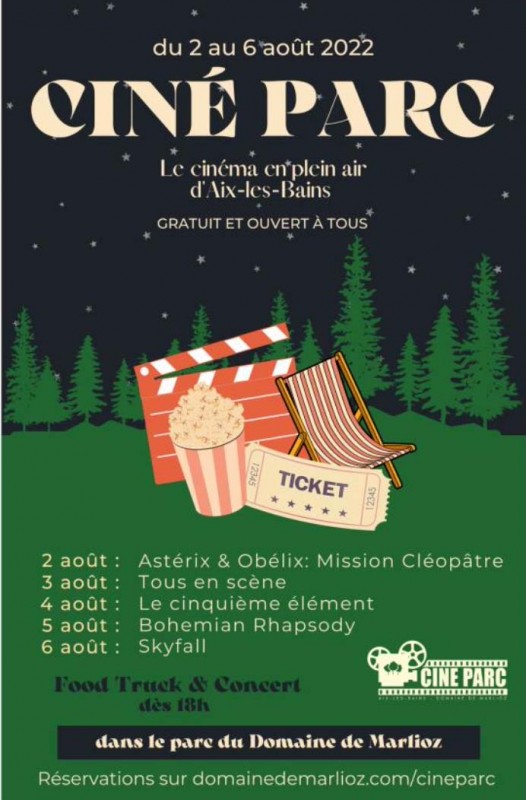 du 2 au 6 août 2022
CINÉ PARC
Le cinéma en plein air
d'Aix-les-Bains
GRATUIT ET OUVERT À TOUS
12345
TICKET
12345
2 août : Astérix & Obélix: Mission Cléopâtre
3 août : Tous en scène
4 août : Le cinquième élément
5 août : Bohemian Rhapsody
6 août : Skyfall
CINE PARC
AIX-LES-BAINS - DOMAINE DE MARLIOZ
Food Truck & Concert
dès 18h
dans le parc du Domaine de Marlioz
Réservations sur domainedemarlioz.com/cineparc